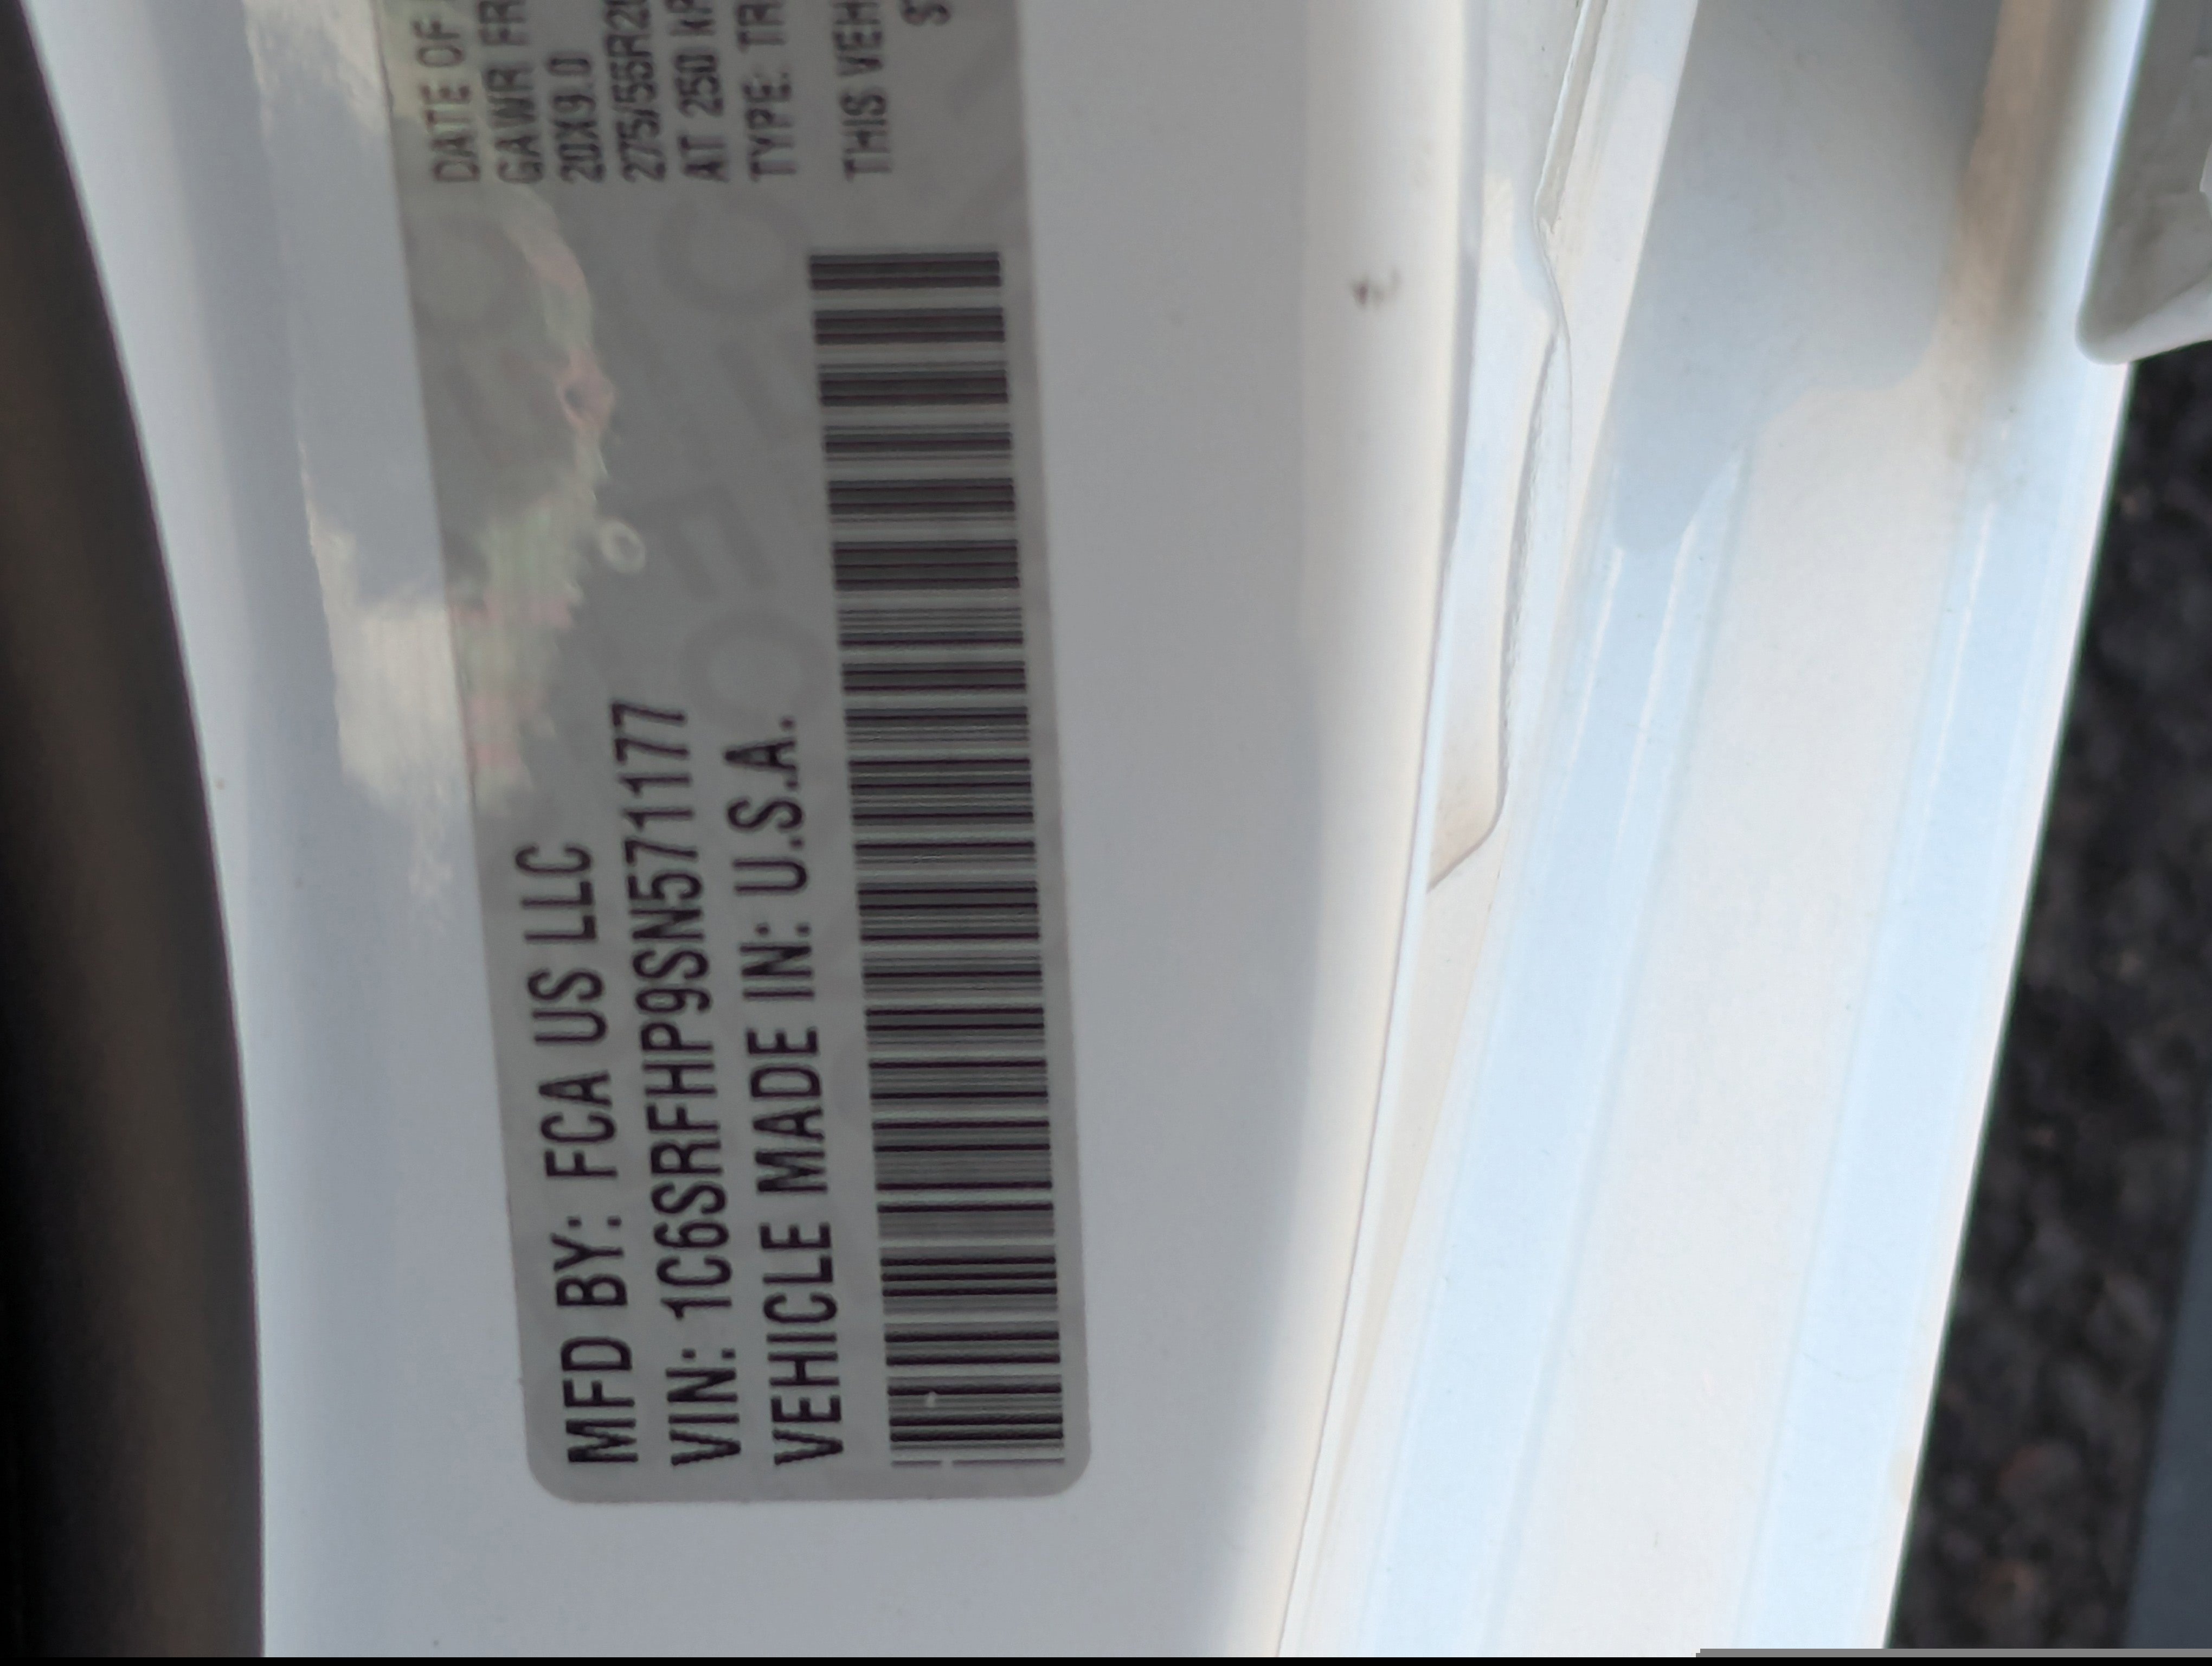 MFD BY: FCA US LLC
VIN: 1C6SRFHP9SN571177
VEHICLE MADE IN: U.S.A.
DATE OF
GAWR FR
20X9.0
275/55R20
AT 250 KP
TYPE: TR
THIS VEH